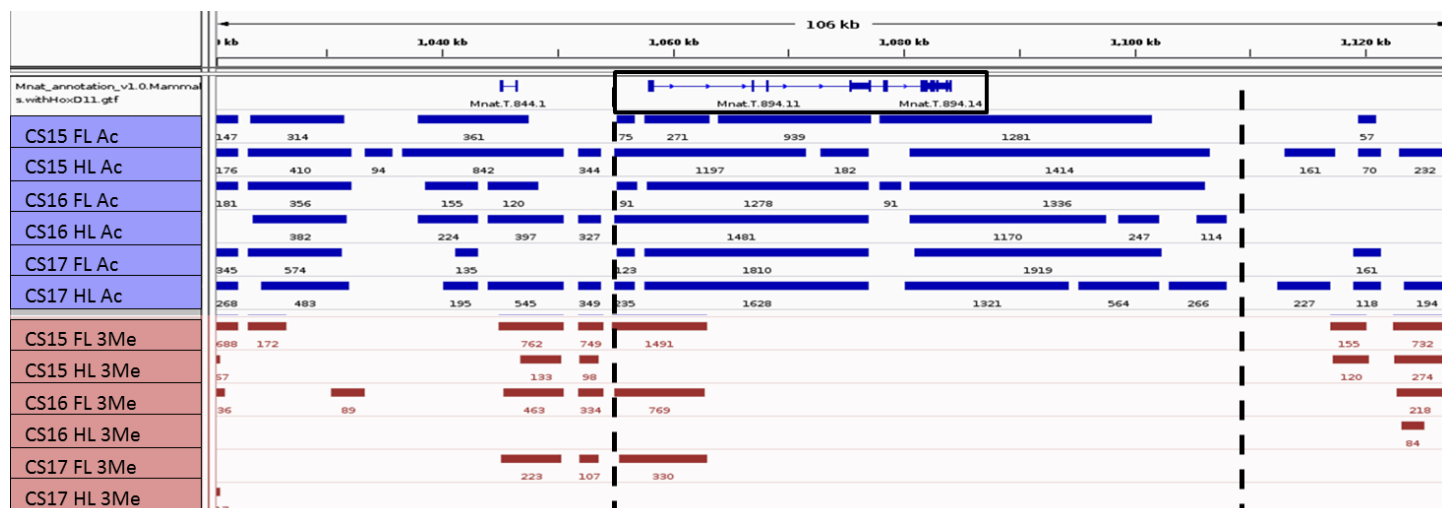 106 kb
kb 1,040 kb 1,060 kb 1,080 kb 1,100 kb 1,120 kb
Mnat_annotation_v1.0.Mammal
s.withHoxD11.gtf
Mnat.T.844.1 Mnat.T.894.11 Mnat.T.894.14
CS15 FL Ac 147 314 361 75 271 939 1281 57
CS15 HL Ac 176 410 94 842 344 1197 182 1414 161 70 232
CS16 FL Ac 181 356 155 120 91 1278 91 1336
CS16 HL Ac 382 224 397 327 1481 1170 247 114
CS17 FL Ac 345 574 135 123 1810 1919 161
CS17 HL Ac 268 483 195 545 349 235 1628 1321 564 266 227 118 194
CS15 FL 3Me 688 172 762 749 1491 155 732
CS15 HL 3Me 57 133 98 120 274
CS16 FL 3Me 36 89 463 334 769 218
CS16 HL 3Me 84
CS17 FL 3Me 223 107 330
CS17 HL 3Me